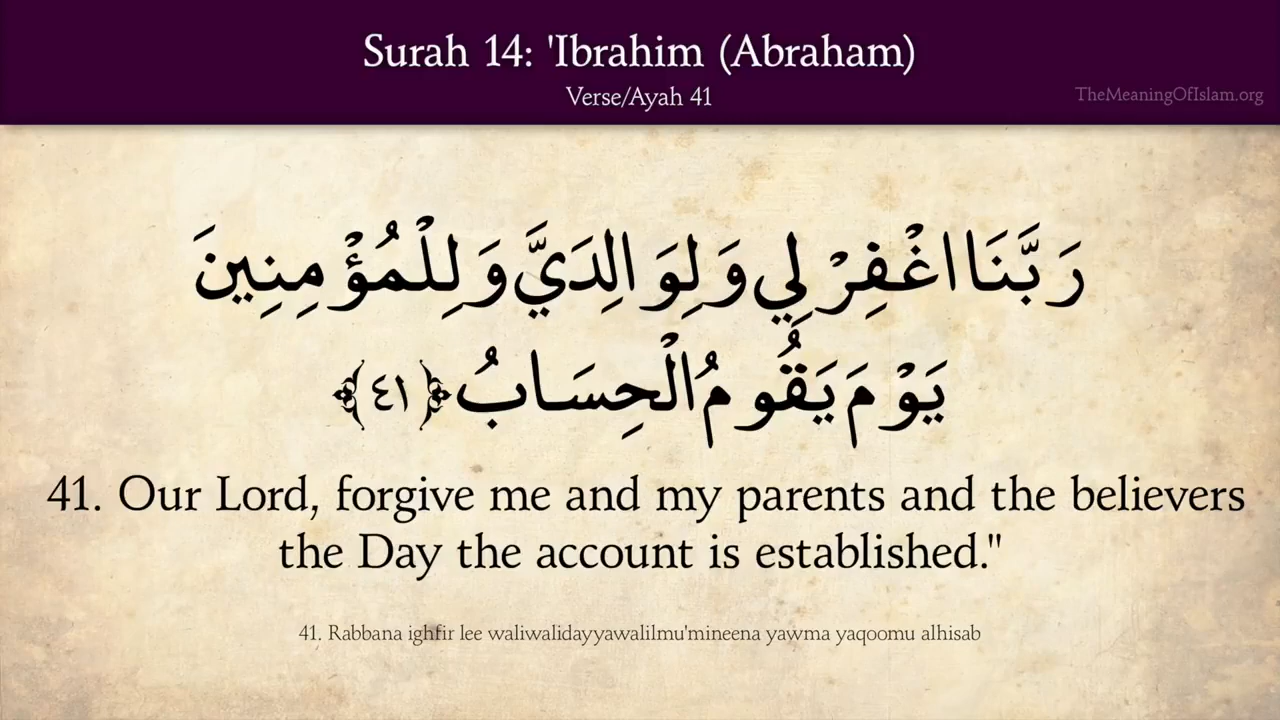 Surah 14: 'Ibrahim (Abraham)
Verse/Ayah 41
TheMeaningOfIslam.org
رَبَّنَا اغْفِرْ لِي وَلِوَالِدَيَّ وَلِلْمُؤْمِنِينَ
يَوْمَ يَقُومُ الْحِسَابُ ﴿٤١﴾
41. Our Lord, forgive me and my parents and the believers
the Day the account is established."
41. Rabbana ighfir lee waliwalidayyawalilmu'mineena yawma yaqoomu alhisab